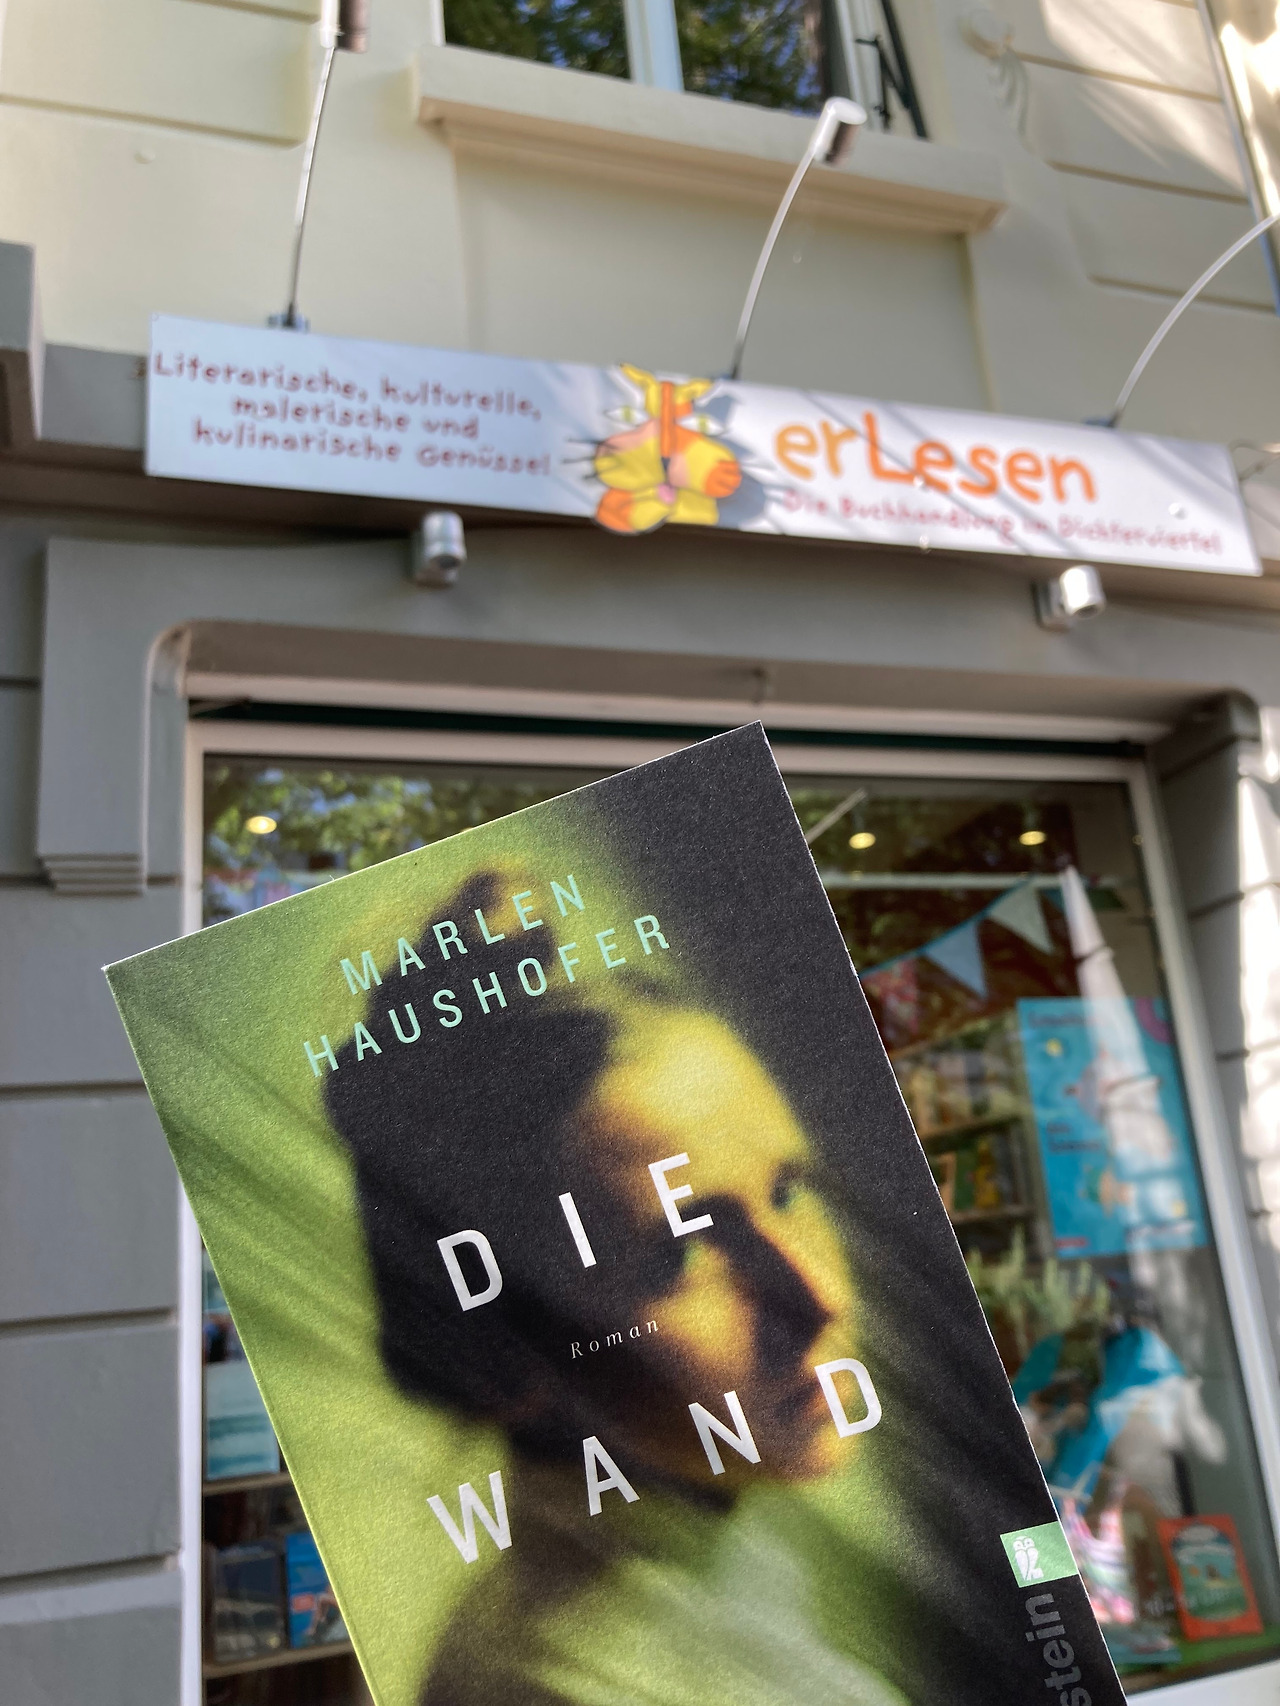 Literarische, kulturelle,
malerische und
kulinarische Genüsse!
erLesen
Die Buchhandlung im Dichterviertel
MARLEN
HAUSHOFER
DIE
Roman
WAND
stein